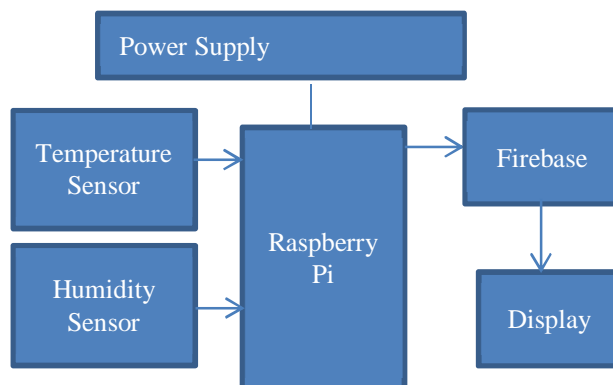 Power Supply
Temperature
Sensor
Humidity
Sensor
Raspberry
Pi
Firebase
Display